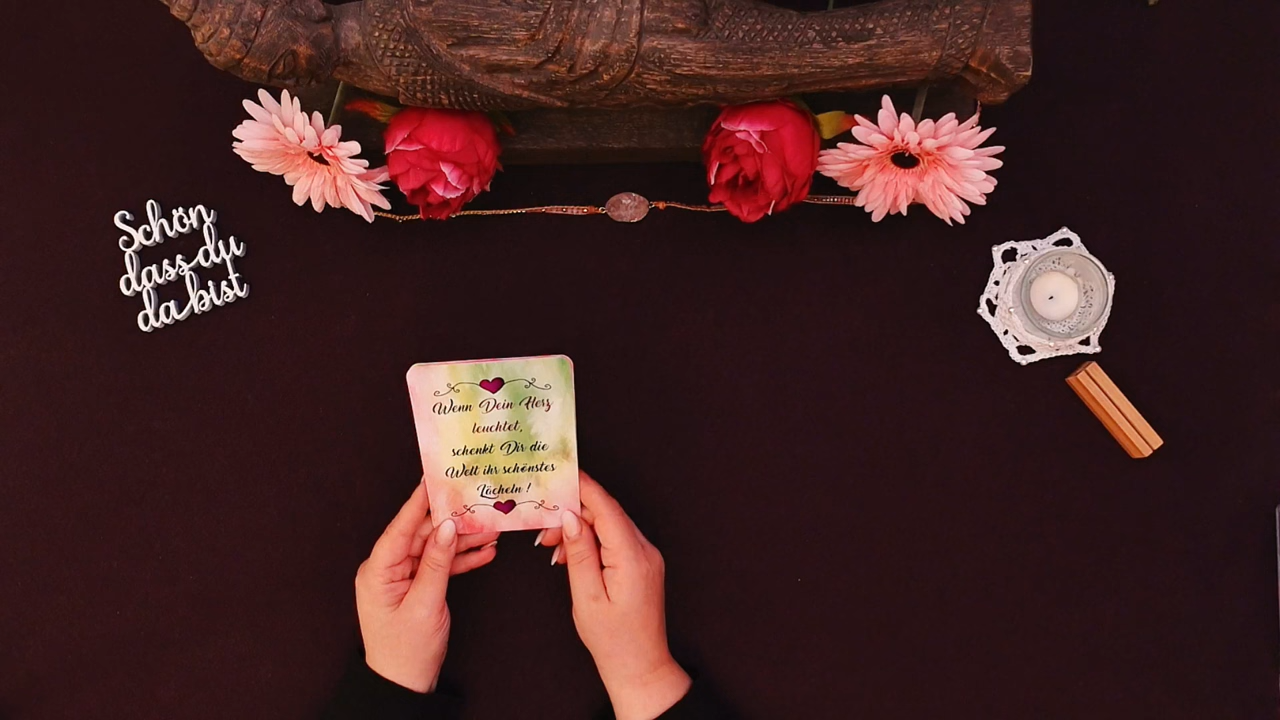 Schön
dass du
da bist
Wenn Dein Herz
leuchtet,
schenkt Dir die
Welt ihr schönstes
Lächeln !